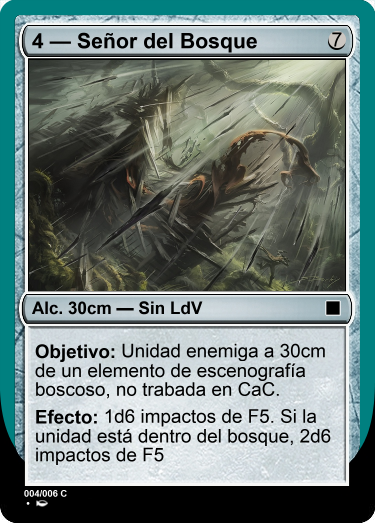 4 — Señor del Bosque
7
Alc. 30cm — Sin LdV
Objetivo: Unidad enemiga a 30cm
de un elemento de escenografía
boscoso, no trabada en CaC.
Efecto: 1d6 impactos de F5. Si la
unidad está dentro del bosque, 2d6
impactos de F5
004/006 C